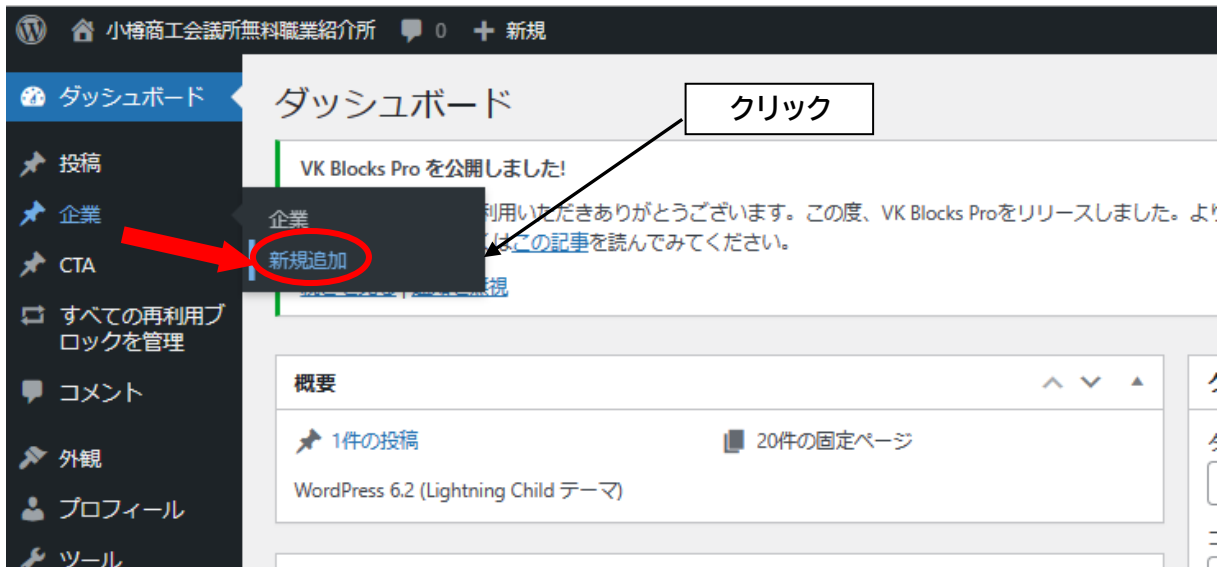 小樽商工会議所無料職業紹介所 0 新規
ダッシュボード
ダッシュボード
クリック
投稿
VK Blocks Pro を公開しました!
企業
企業
利用いただきありがとうございます。この度、VK Blocks Proをリリースしました。より
くはこの記事を読んでみてください。
新規追加
CTA
すべての再利用ブ
ロックを管理
概要
コメント
1件の投稿
20件の固定ページ
外観
WordPress 6.2 (Lightning Child テーマ)
プロフィール
ツール